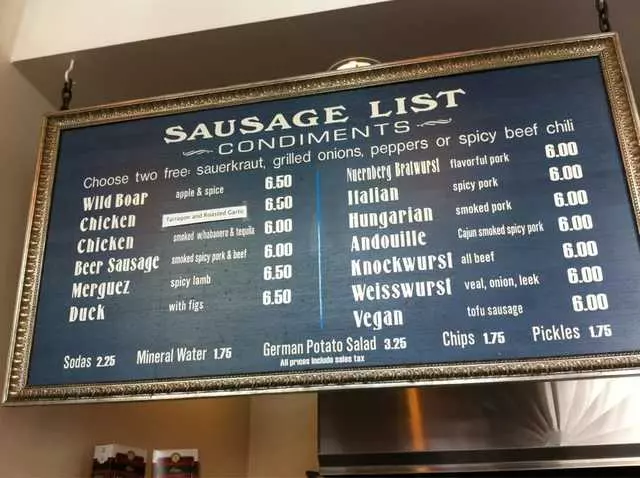 SAUSAGE LIST
CONDIMENTS
Choose two free: sauerkraut, grilled onions, peppers or spicy beef chili
Wild Boar apple & spice 6.50
Chicken Tarragon and Roasted Garlic 6.50
Chicken smoked w/habanero & tequila 6.00
Beer Sausage smoked spicy pork & beef 6.00
Merguez spicy lamb 6.50
Duck with figs 6.50
Nuernberg Bratwurst flavorful pork 6.00
Italian spicy pork 6.00
Hungarian smoked pork 6.00
Andouille Cajun smoked spicy pork 6.00
Knockwurst all beef 6.00
Weisswurst veal, onion, leek 6.00
Vegan tofu sausage 6.00
Sodas 2.25 Mineral Water 1.75 German Potato Salad 3.25 Chips 1.75 Pickles 1.75
All prices include sales tax